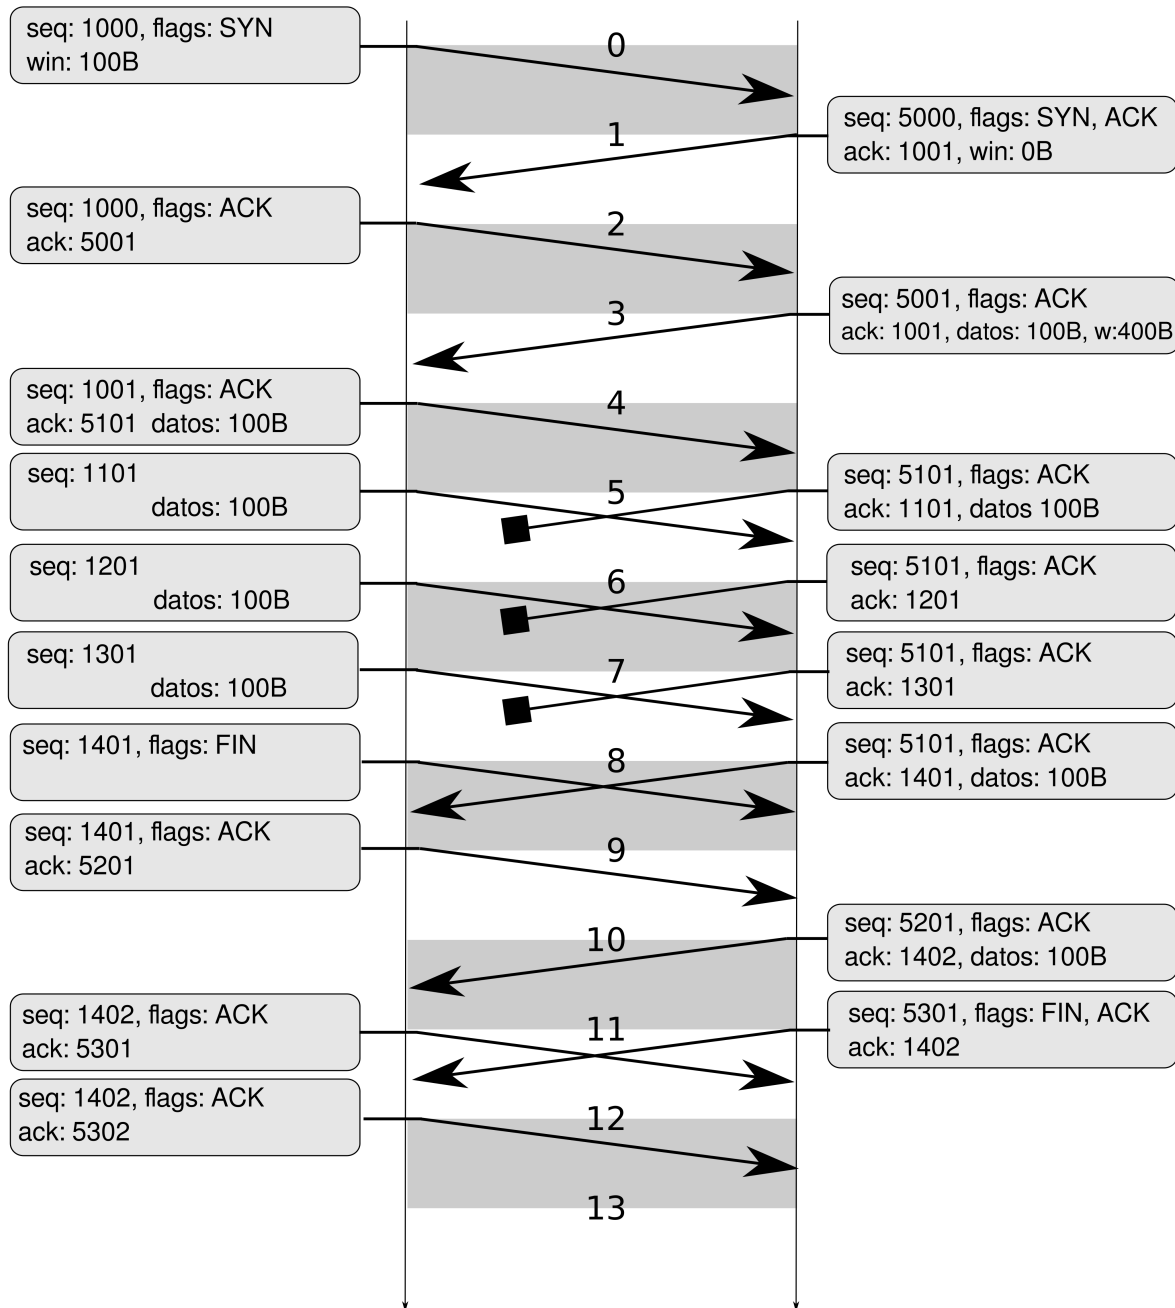 seq: 1000, flags: SYN
win: 100B
0
seq: 5000, flags: SYN, ACK
ack: 1001, win: 0B
1
seq: 1000, flags: ACK
ack: 5001
2
seq: 5001, flags: ACK
ack: 1001, datos: 100B, w:400B
3
seq: 1001, flags: ACK
ack: 5101 datos: 100B
4
seq: 1101
datos: 100B
5
seq: 5101, flags: ACK
ack: 1101, datos 100B
seq: 1201
datos: 100B
6
seq: 5101, flags: ACK
ack: 1201
seq: 1301
datos: 100B
7
seq: 5101, flags: ACK
ack: 1301
seq: 1401, flags: FIN
8
seq: 5101, flags: ACK
ack: 1401, datos: 100B
seq: 1401, flags: ACK
ack: 5201
9
10
seq: 5201, flags: ACK
ack: 1402, datos: 100B
seq: 1402, flags: ACK
ack: 5301
11
seq: 5301, flags: FIN, ACK
ack: 1402
seq: 1402, flags: ACK
ack: 5302
12
13